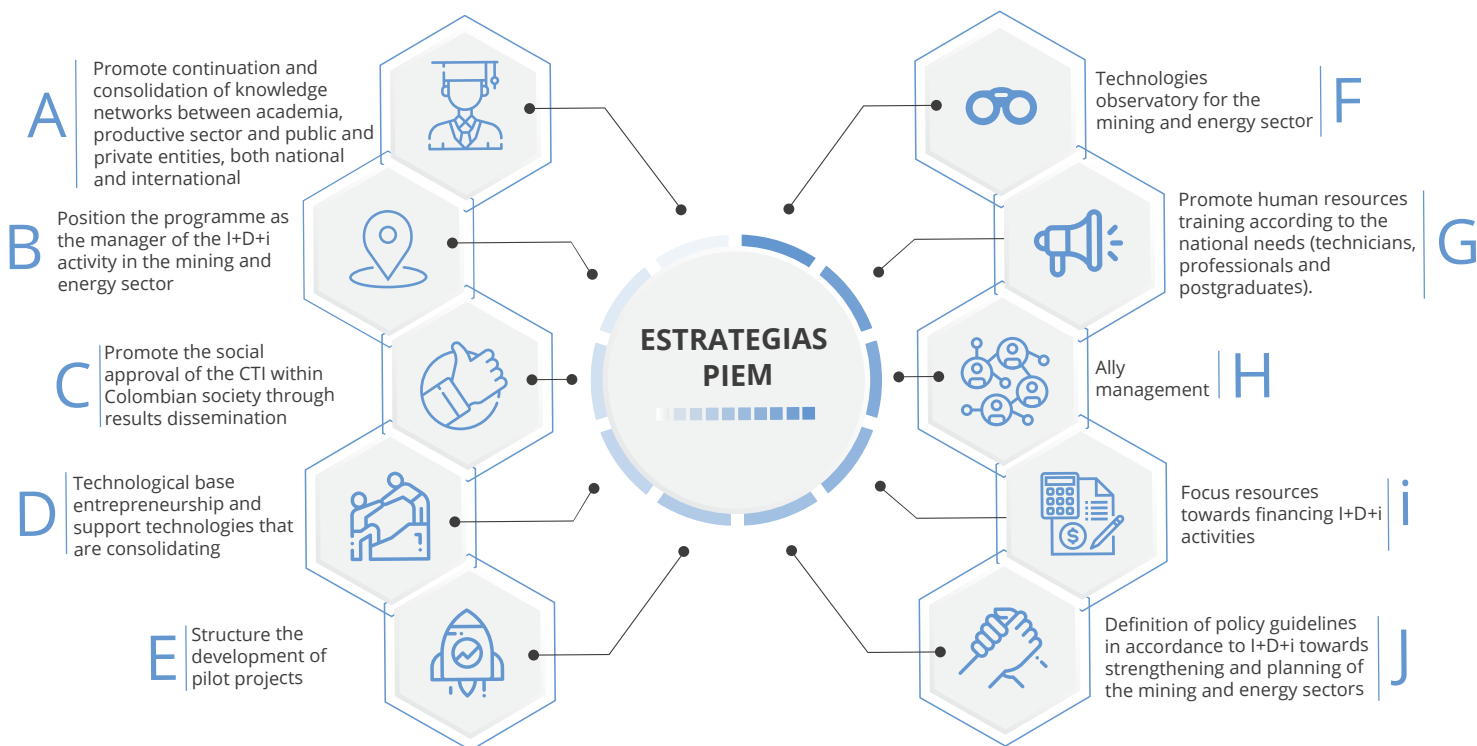 A
Promote continuation and
consolidation of knowledge
networks between academia,
productive sector and public and
private entities, both national
and international
B
Position the programme as
the manager of the I+D+i
activity in the mining and
energy sector
C
Promote the social
approval of the CTI within
Colombian society through
results dissemination
D
Technological base
entrepreneurship and
support technologies that
are consolidating
E
Structure the
development of
pilot projects
ESTRATEGIAS
PIEM
Technologies
observatory for the
mining and energy sector
F
Promote human resources
training according to the
national needs (technicians,
professionals and
postgraduates).
G
Ally
management
H
Focus resources
towards financing I+D+i
activities
i
Definition of policy guidelines
in accordance to I+D+i towards
strengthening and planning of
the mining and energy sectors
J